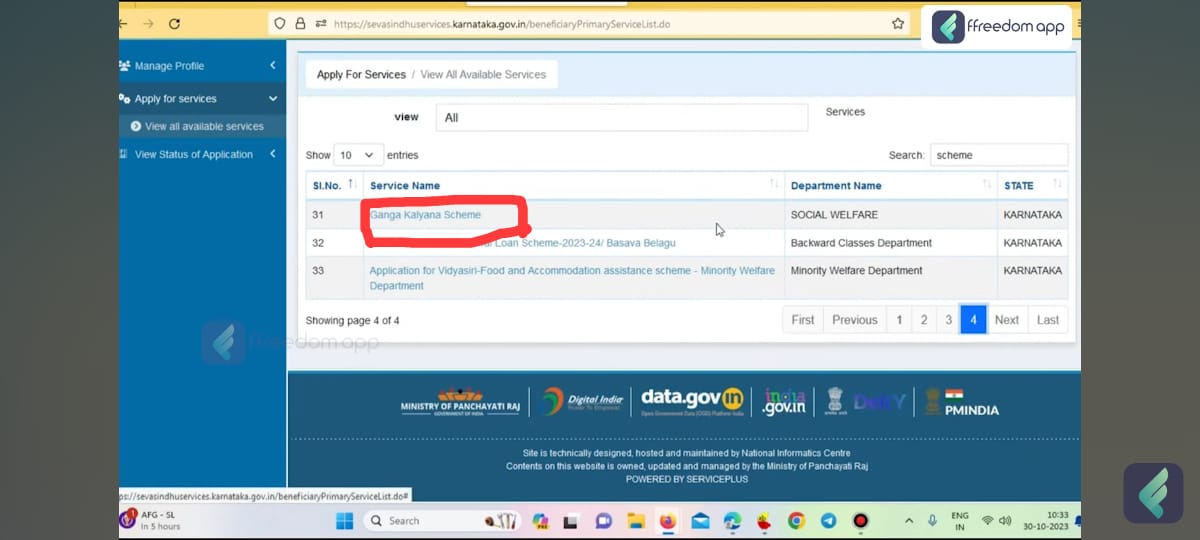 https://sevasindhuservices.karnataka.gov.in/beneficiaryPrimaryServiceList.do
ffreedom app
Manage Profile
Apply for services
View all available services
View Status of Application
Apply For Services / View All Available Services
view All Services
Show 10 entries Search: scheme
Sl.No. Service Name Department Name STATE
31 Ganga Kalyana Scheme SOCIAL WELFARE KARNATAKA
32 Loan Scheme-2023-24/ Basava Belagu Backward Classes Department KARNATAKA
33 Application for Vidyasiri-Food and Accommodation assistance scheme - Minority Welfare Department Minority Welfare Department KARNATAKA
Showing page 4 of 4 First Previous 1 2 3 4 Next Last
ffreedom app
MINISTRY OF PANCHAYATI RAJ
GOVERNMENT OF INDIA
Digital India
Power To Empower
data.gov in
Open Government Data (OGD) Platform India
india
.gov.in
PMINDIA
Site is technically designed, hosted and maintained by National Informatics Centre
Contents on this website is owned, updated and managed by the Ministry of Panchayati Raj
POWERED BY SERVICEPLUS
ps://sevasindhuservices.karnataka.gov.in/beneficiaryPrimaryServiceList.do#
1
AFG - SL
In 5 hours
Search
ENG
IN
10:33
30-10-2023